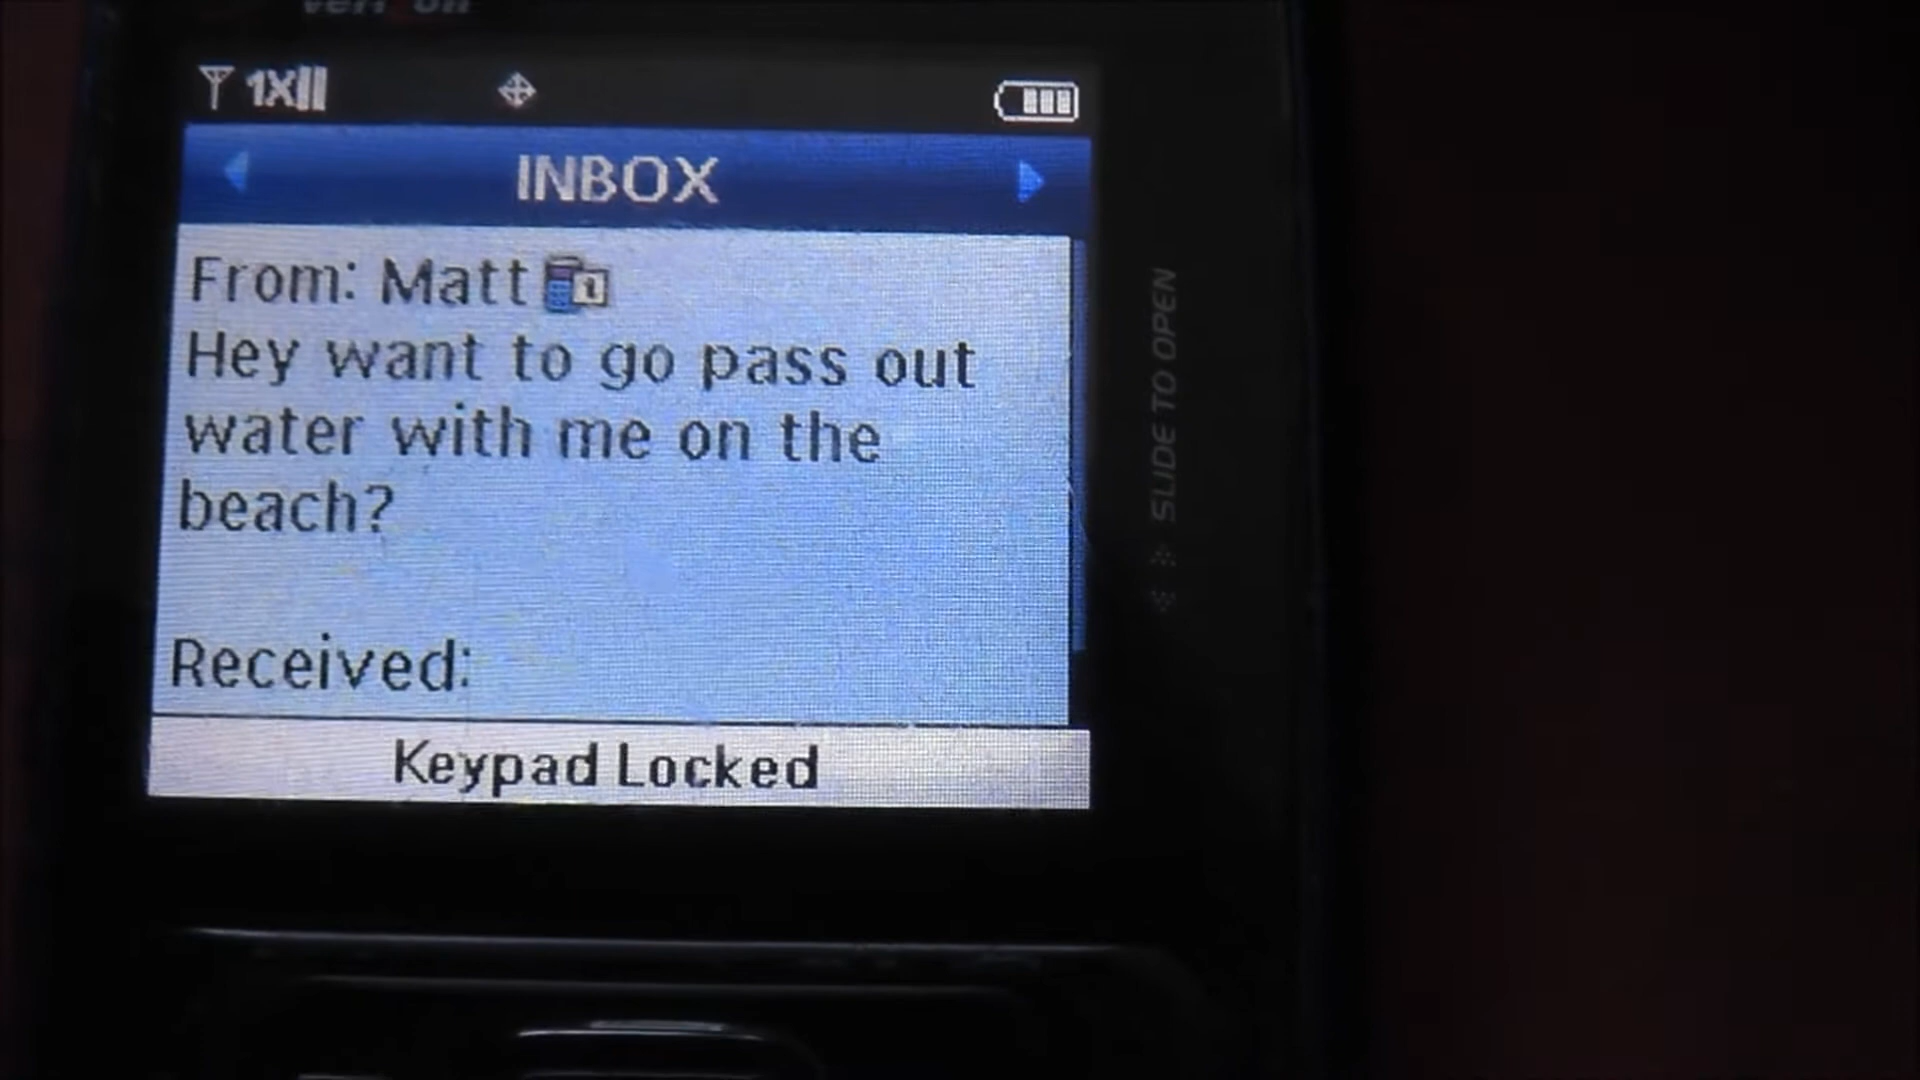 verizon
1X
INBOX
From: Matt
Hey want to go pass out
water with me on the
beach?
Received:
Keypad Locked
SLIDE TO OPEN